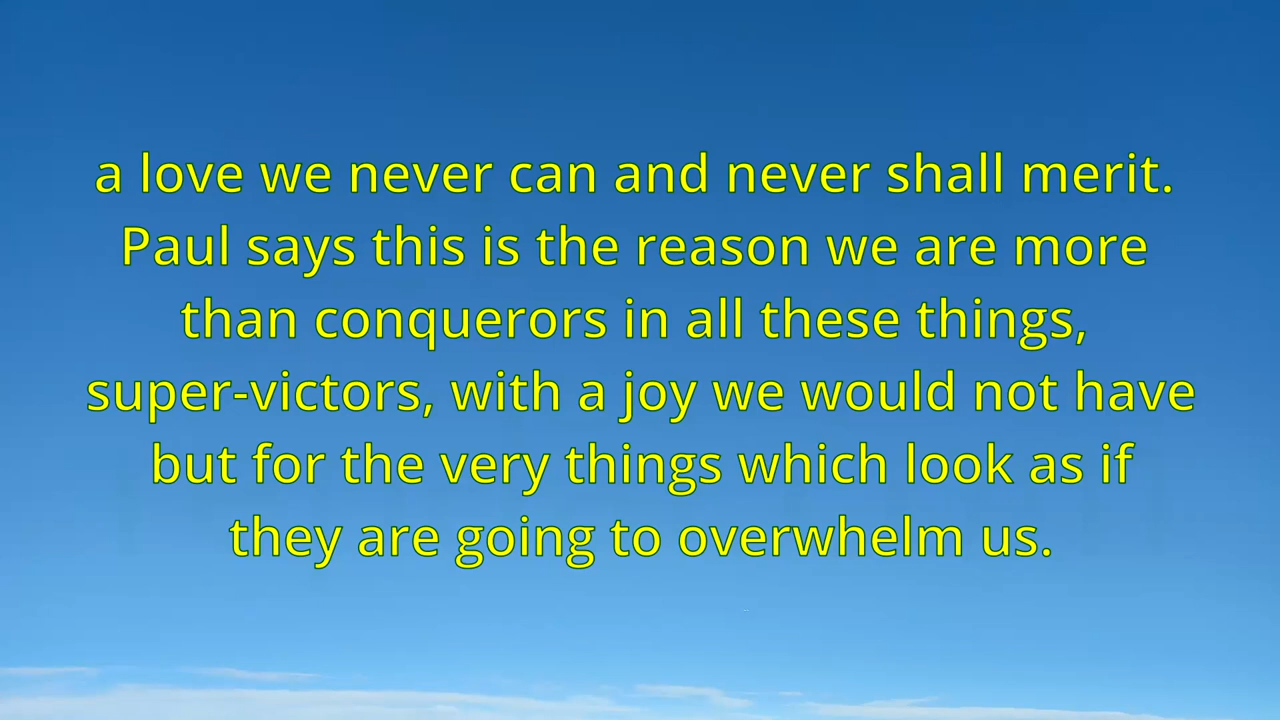 a love we never can and never shall merit.
Paul says this is the reason we are more
than conquerors in all these things,
super-victors, with a joy we would not have
but for the very things which look as if
they are going to overwhelm us.